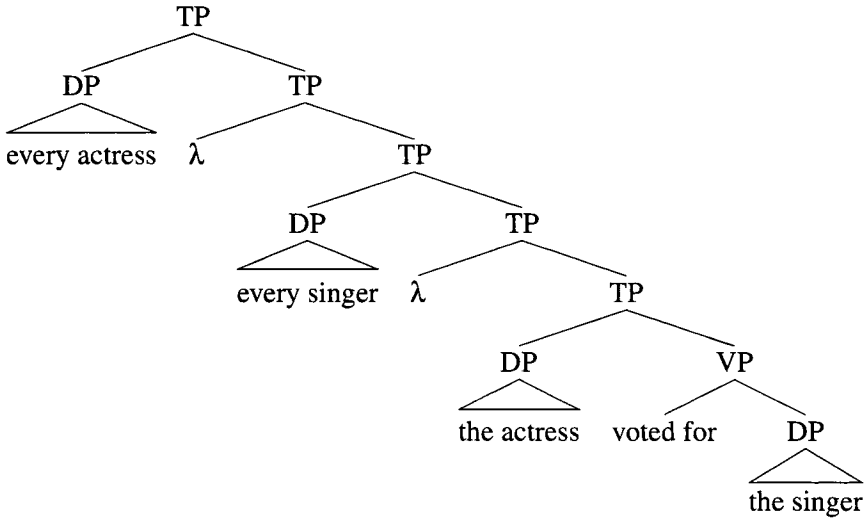 TP
DP TP
every actress λ TP
DP TP
every singer λ TP
DP VP
the actress voted for DP
the singer